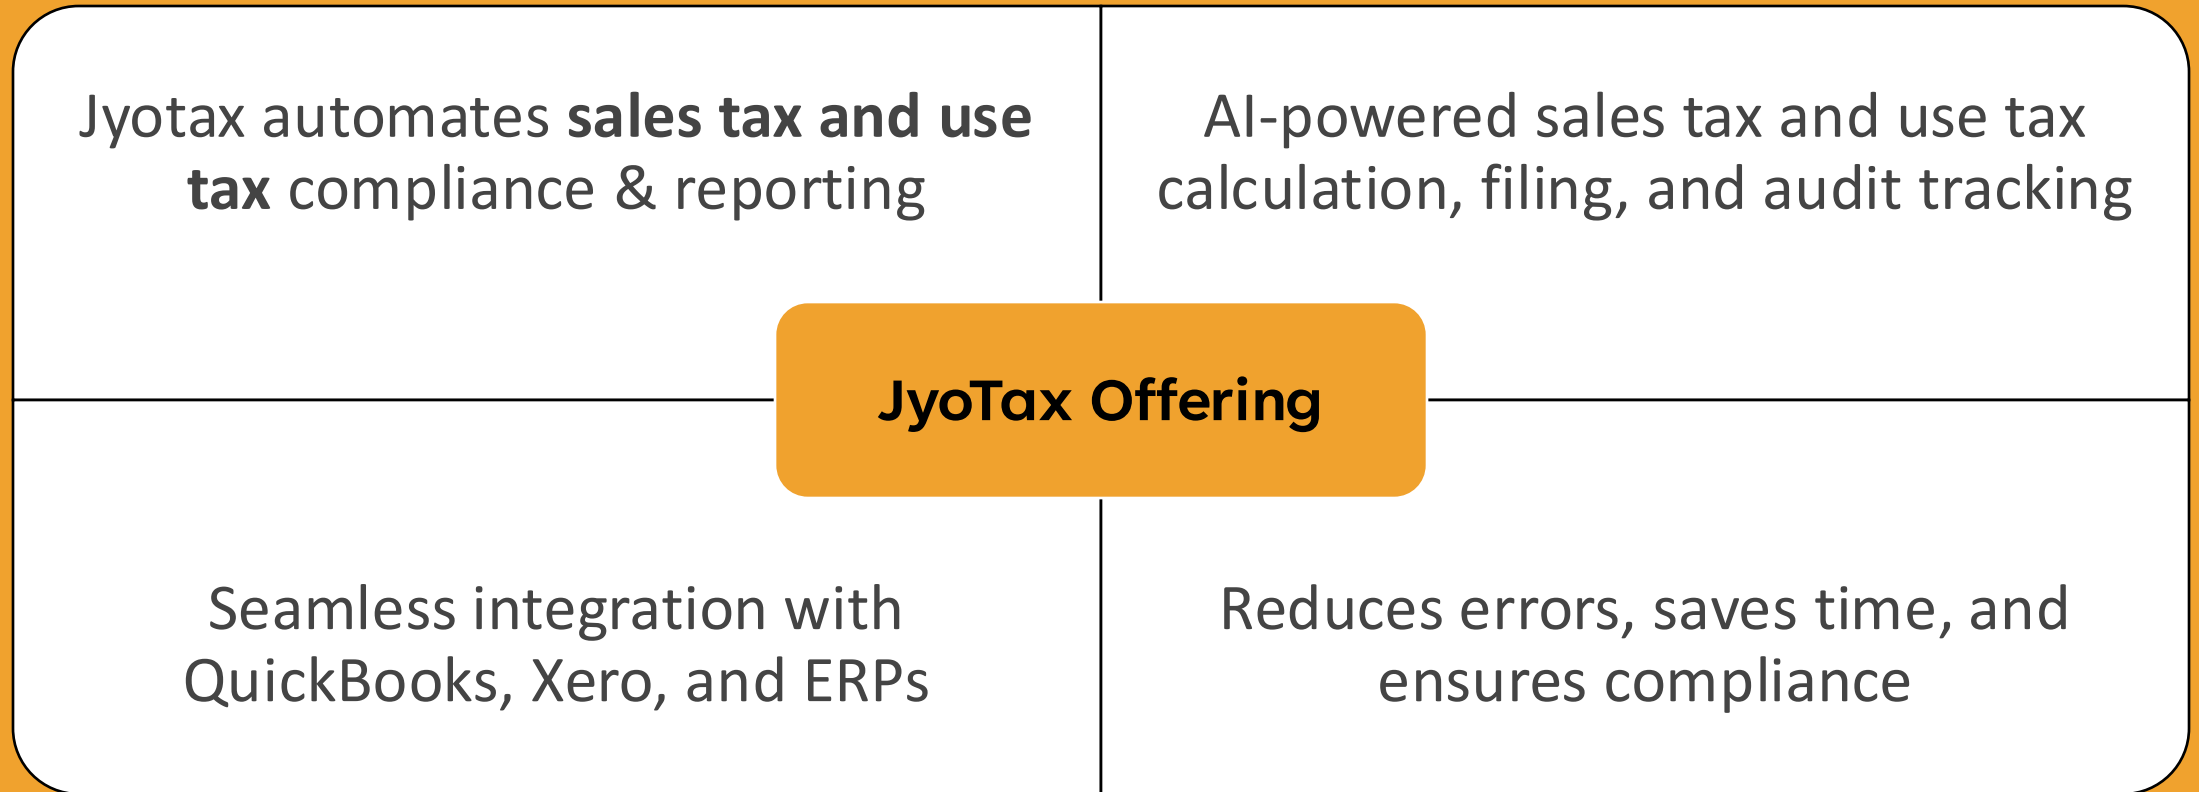 Jyotax automates sales tax and use
tax compliance & reporting
AI-powered sales tax and use tax
calculation, filing, and audit tracking
JyoTax Offering
Seamless integration with
QuickBooks, Xero, and ERPs
Reduces errors, saves time, and
ensures compliance